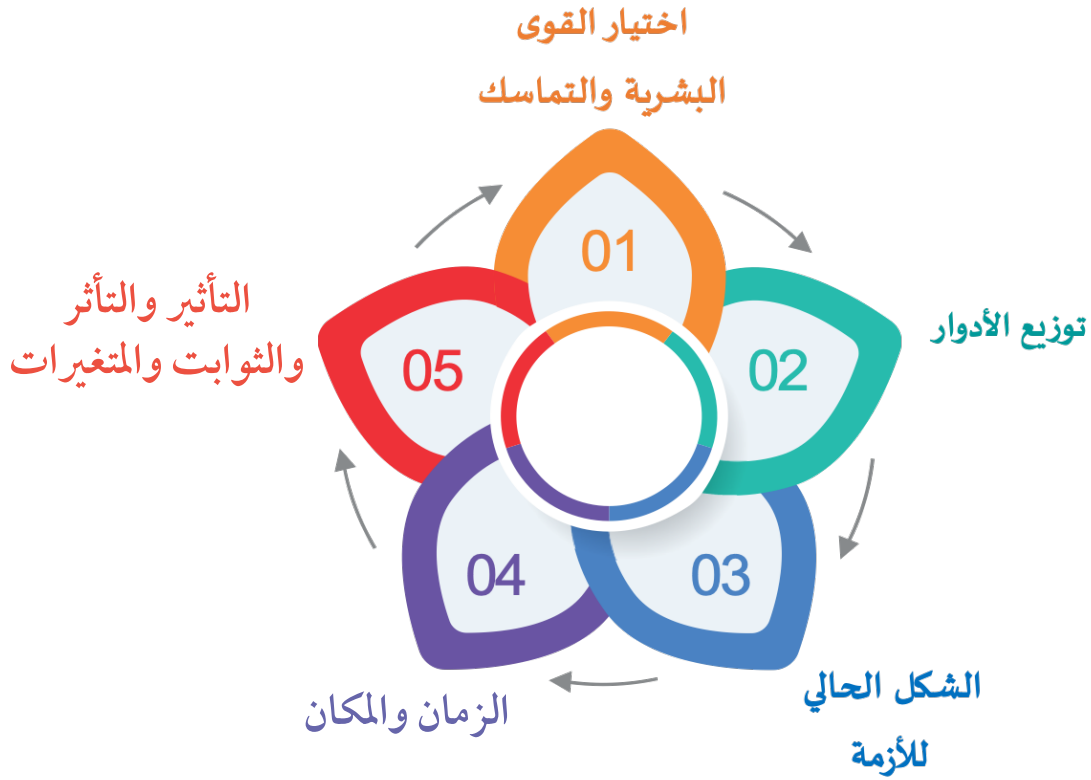 اختيار القوى
البشرية والتماسك
01
02
توزيع الأدوار
03
الشكل الحالي
للأزمة
04
الزمان والمكان
05
التأثير والتأثر
والثوابت والمتغيرات